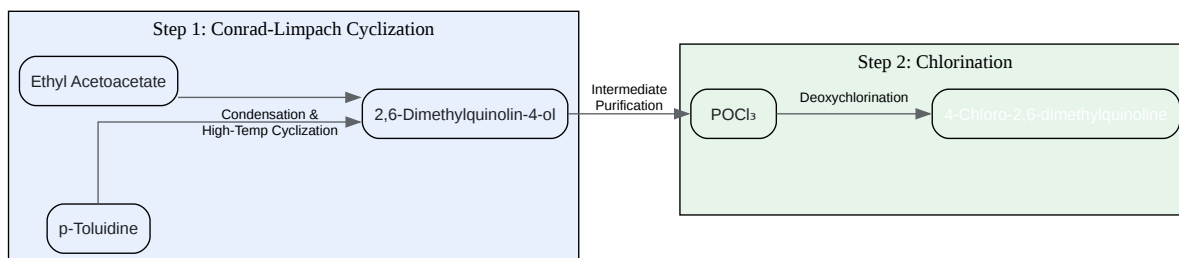 Step 1: Conrad-Limpach Cyclization
Ethyl Acetoacetate
Condensation &
High-Temp Cyclization
p-Toluidine
2,6-Dimethylquinolin-4-ol
Intermediate
Purification
Step 2: Chlorination
POCl₃
Deoxychlorination
4-Chloro-2,6-dimethylquinoline